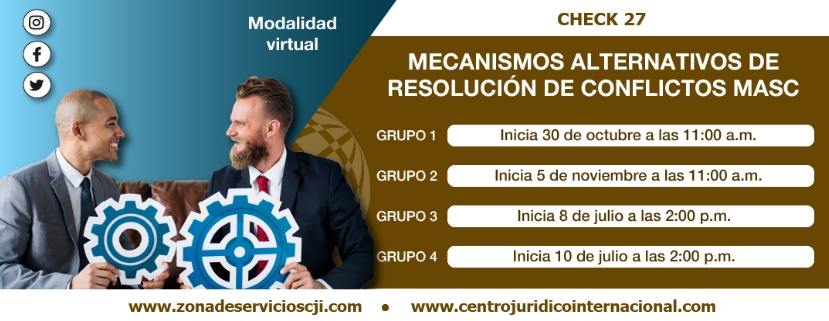 Modalidad
virtual
CHECK 27
MECANISMOS ALTERNATIVOS DE
RESOLUCIÓN DE CONFLICTOS MASC
GRUPO 1 Inicia 30 de octubre a las 11:00 a.m.
GRUPO 2 Inicia 5 de noviembre a las 11:00 a.m.
GRUPO 3 Inicia 8 de julio a las 2:00 p.m.
GRUPO 4 Inicia 10 de julio a las 2:00 p.m.
www.zonadeservicioscji.com • www.centrojuridicointernacional.com